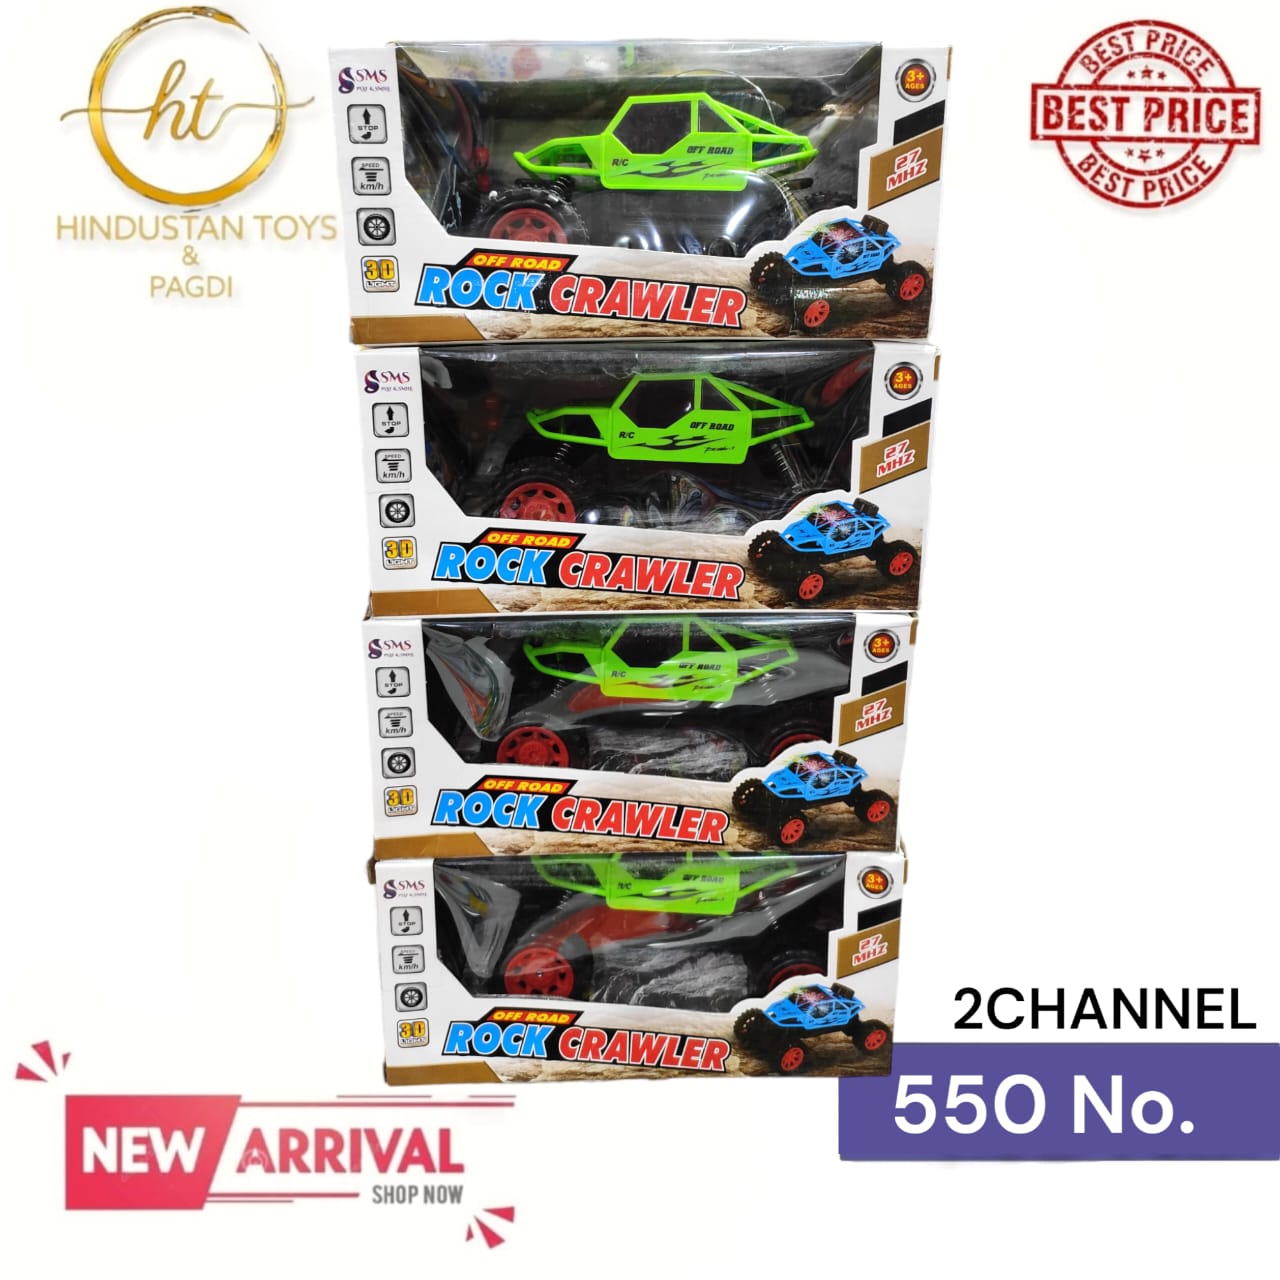 ht
HINDUSTAN TOYS
&
PAGDI
BEST PRICE
BEST PRICE
BEST PRICE
SMS
STOP
SPEED
km/h
3D
LIGHT
3+
AGES
27
MHZ
R/C
OFF ROAD
OFF ROAD
ROCK CRAWLER
SMS
STOP
SPEED
km/h
3D
LIGHT
3+
AGES
27
MHZ
R/C
OFF ROAD
OFF ROAD
ROCK CRAWLER
SMS
STOP
SPEED
km/h
3D
LIGHT
3+
AGES
27
MHZ
R/C
OFF ROAD
OFF ROAD
ROCK CRAWLER
SMS
STOP
SPEED
km/h
3D
LIGHT
3+
AGES
27
MHZ
R/C
OFF ROAD
OFF ROAD
ROCK CRAWLER
2CHANNEL
550 No.
NEW ARRIVAL
SHOP NOW